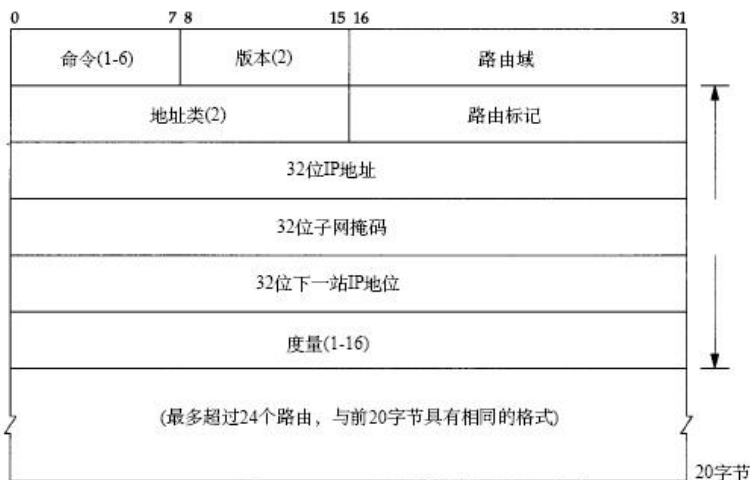 0 7 8 15 16 31
命令(1-6) 版本(2) 路由域
地址类(2) 路由标记
32位IP地址
32位子网掩码
32位下一站IP地位
度量(1-16)
(最多超过24个路由，与前20字节具有相同的格式)
20字节